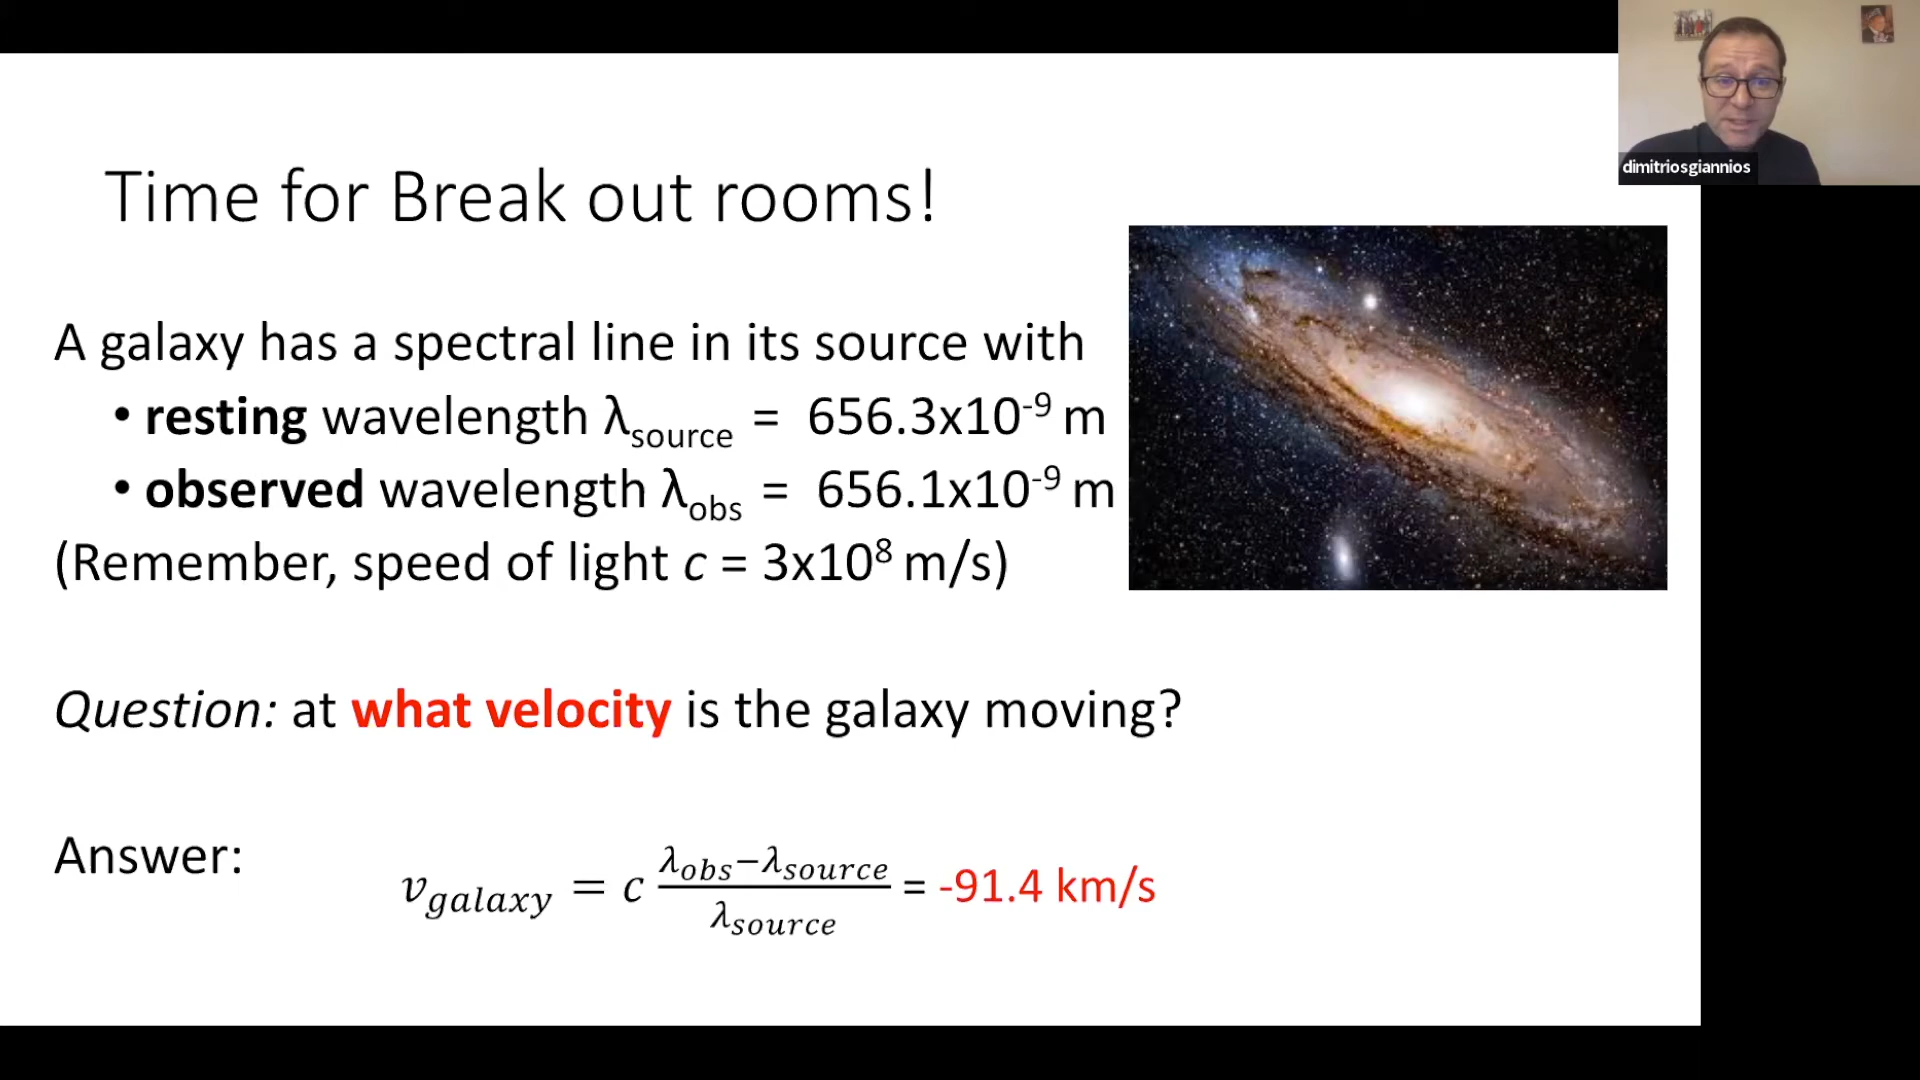 dimitriosgiannios
Time for Break out rooms!
A galaxy has a spectral line in its source with
• resting wavelength λsource = 656.3x10⁻⁹ m
• observed wavelength λobs = 656.1x10⁻⁹ m
(Remember, speed of light c = 3x10⁸ m/s)
Question: at what velocity is the galaxy moving?
Answer:
vgalaxy = c (λobs−λsource)/λsource = -91.4 km/s